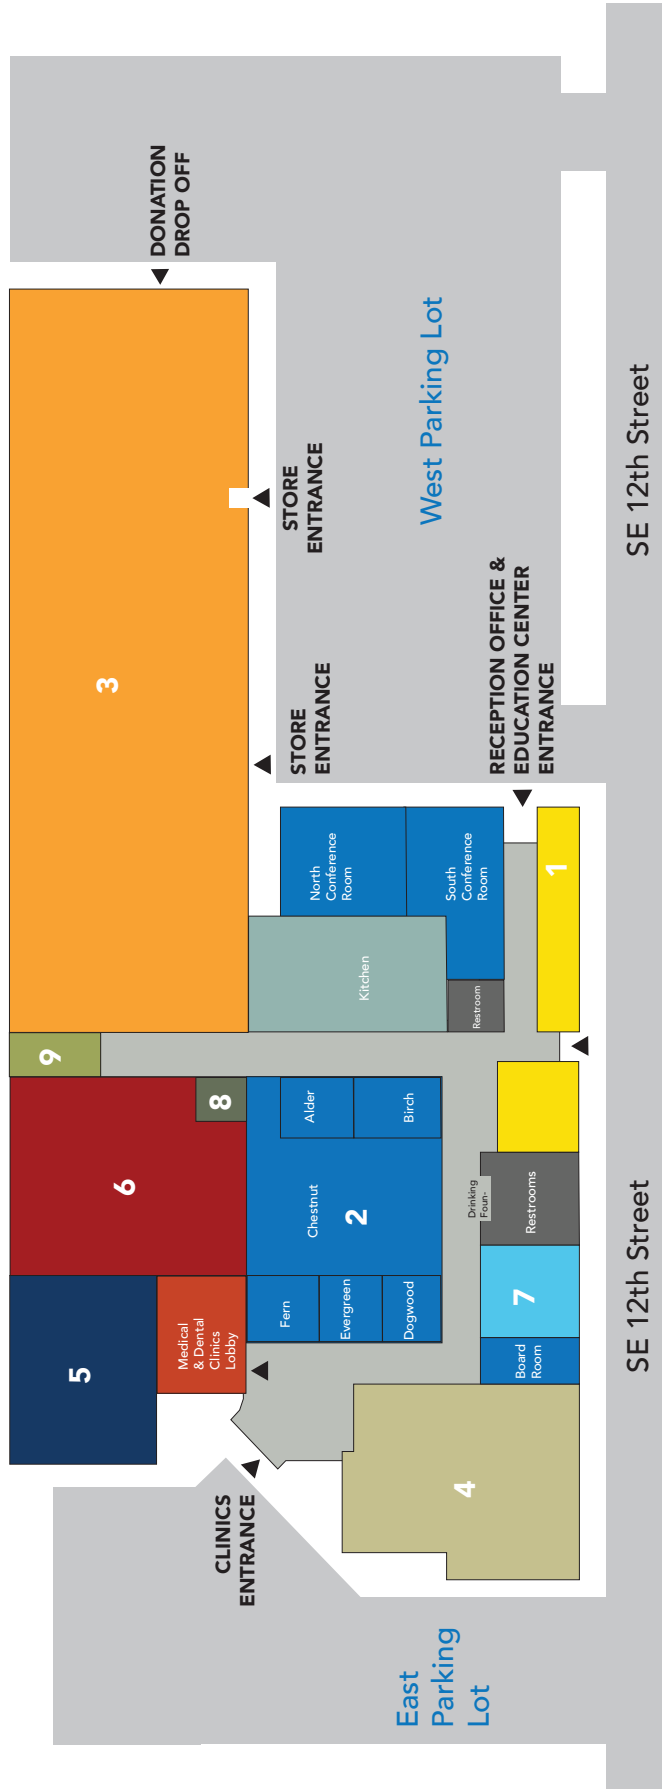 DONATION
DROP OFF
STORE
ENTRANCE
West Parking Lot
SE 12th Street
3
STORE
ENTRANCE
RECEPTION OFFICE &
EDUCATION CENTER
ENTRANCE
North
Conference
Room
South
Conference
Room
1
Kitchen
Restroom
9
8
6
Alder
Birch
Chestnut
2
Drinking
Foun-
Restrooms
Fern
Evergreen
Dogwood
7
Board
Room
SE 12th Street
Medical
& Dental
Clinics
Lobby
5
4
CLINICS
ENTRANCE
East
Parking
Lot